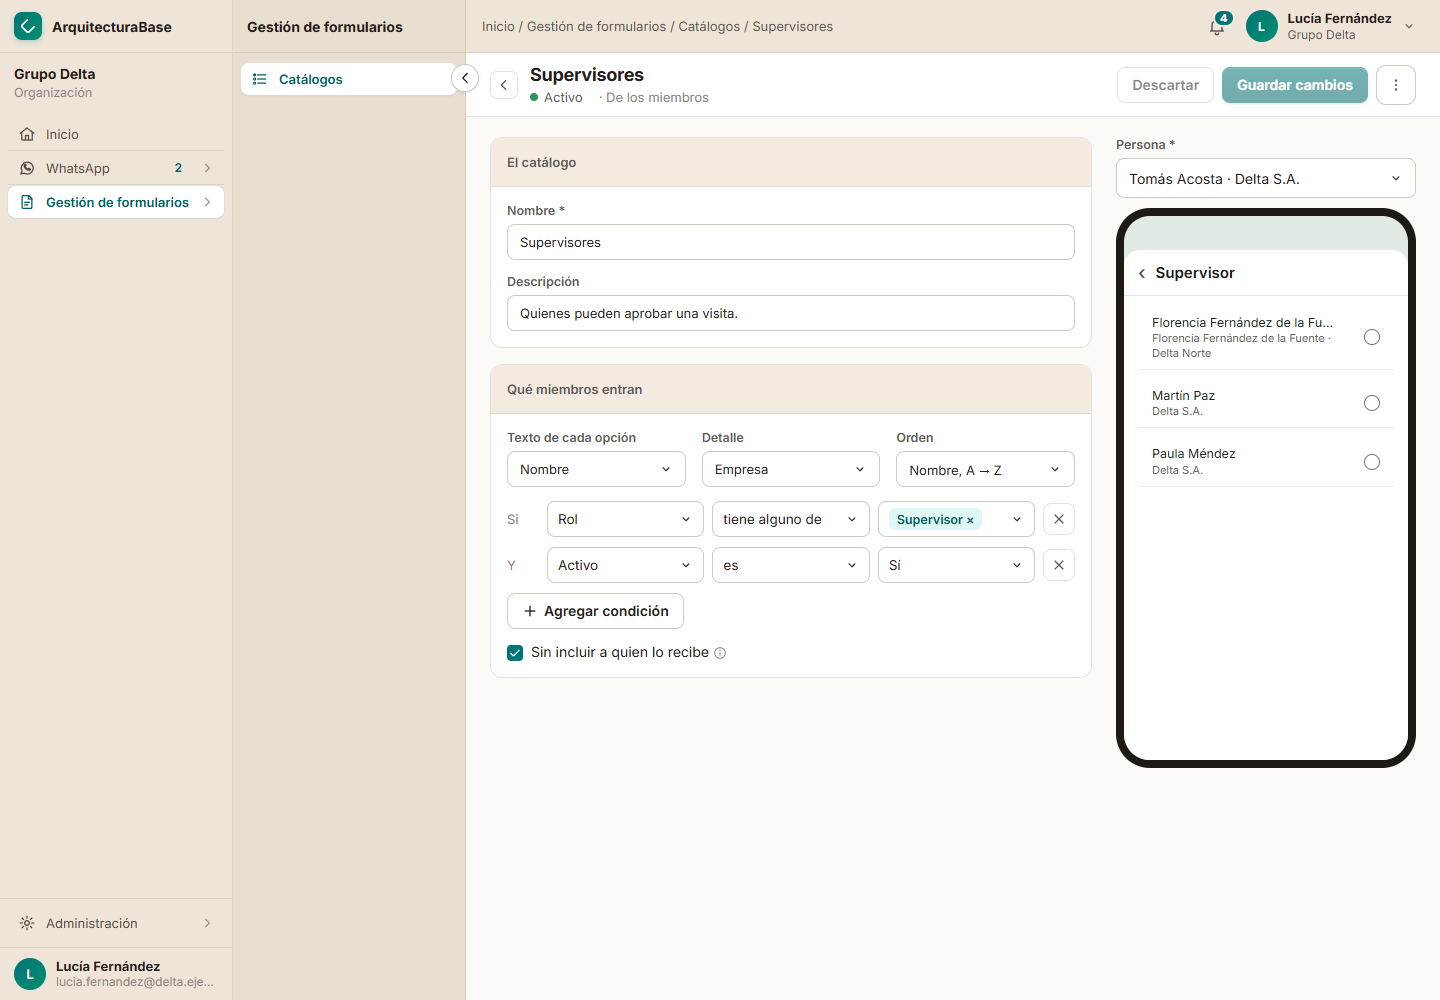 ArquitecturaBase
Grupo Delta
Organización
Inicio
WhatsApp 2
Gestión de formularios
Administración
L Lucía Fernández
lucia.fernandez@delta.eje...
Gestión de formularios
Catálogos
Inicio / Gestión de formularios / Catálogos / Supervisores
4
L Lucía Fernández
Grupo Delta
Supervisores
Activo · De los miembros
Descartar
Guardar cambios
El catálogo
Nombre *
Supervisores
Descripción
Quienes pueden aprobar una visita.
Qué miembros entran
Texto de cada opción Detalle Orden
Nombre Empresa Nombre, A → Z
Si Rol tiene alguno de Supervisor ×
Y Activo es Sí
Agregar condición
Sin incluir a quien lo recibe
Persona *
Tomás Acosta · Delta S.A.
Supervisor
Florencia Fernández de la Fu...
Florencia Fernández de la Fuente ·
Delta Norte
Martín Paz
Delta S.A.
Paula Méndez
Delta S.A.